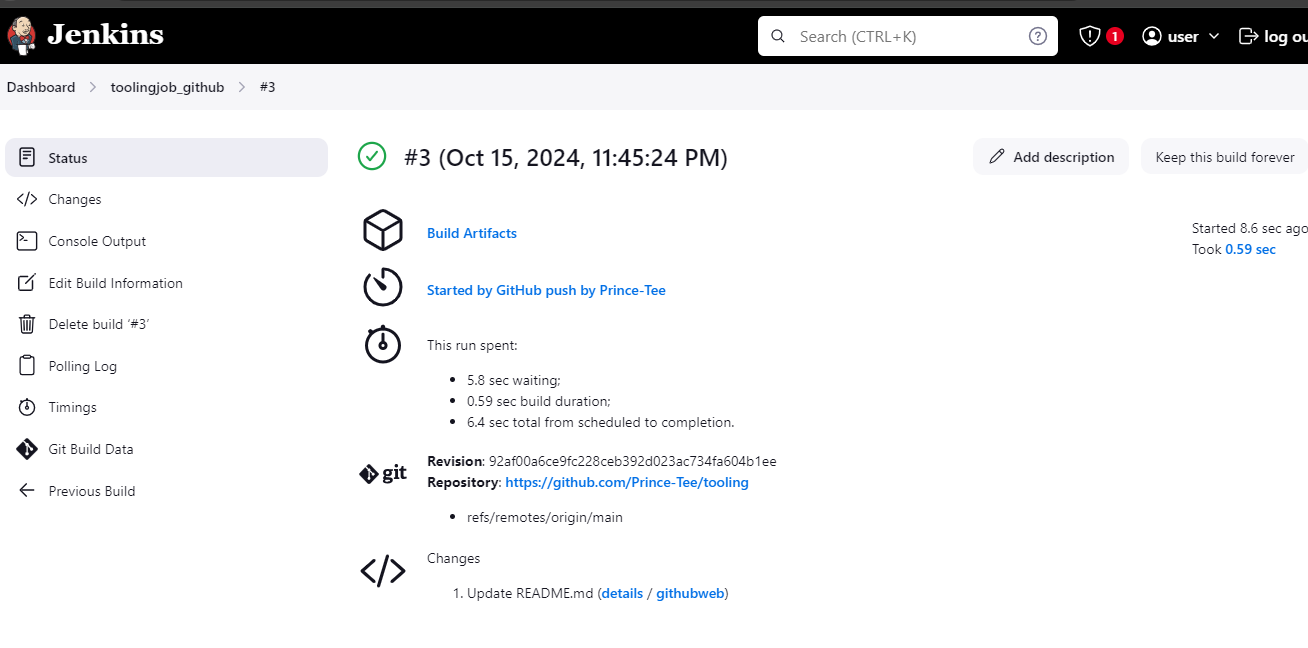 Jenkins
Search (CTRL+K)
1
user
log ou
Dashboard
toolingjob_github
#3
Status
Changes
Console Output
Edit Build Information
Delete build ‘#3’
Polling Log
Timings
Git Build Data
Previous Build
#3 (Oct 15, 2024, 11:45:24 PM)
Add description
Keep this build forever
Build Artifacts
Started 8.6 sec ago
Took 0.59 sec
Started by GitHub push by Prince-Tee
This run spent:
5.8 sec waiting;
0.59 sec build duration;
6.4 sec total from scheduled to completion.
git
Revision: 92af00a6ce9fc228ceb392d023ac734fa604b1ee
Repository: https://github.com/Prince-Tee/tooling
refs/remotes/origin/main
Changes
1. Update README.md (details / githubweb)